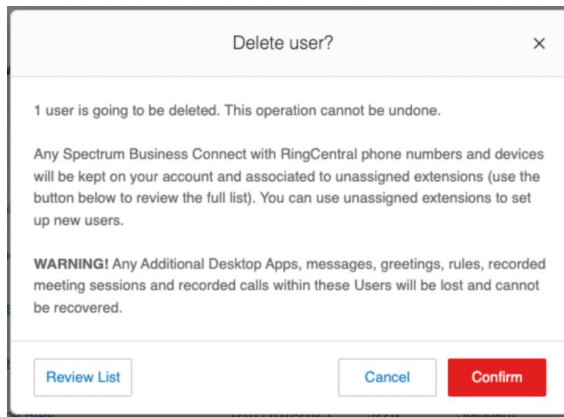 Delete user?
1 user is going to be deleted. This operation cannot be undone.
Any Spectrum Business Connect with RingCentral phone numbers and devices
will be kept on your account and associated to unassigned extensions (use the
button below to review the full list). You can use unassigned extensions to set
up new users.
WARNING! Any Additional Desktop Apps, messages, greetings, rules, recorded
meeting sessions and recorded calls within these Users will be lost and cannot
be recovered.
Review List Cancel Confirm